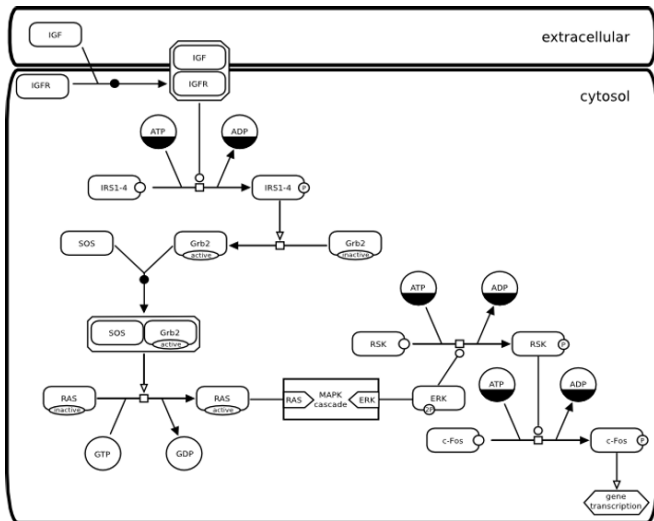 IGF
extracellular
IGF
IGFR
IGFR
cytosol
ATP
ADP
IRS1-4
IRS1-4
P
SOS
Grb2
active
Grb2
inactive
ATP
ADP
SOS
Grb2
active
RSK
RSK
P
RAS
inactive
RAS
active
RAS
MAPK
cascade
ERK
ERK
2P
ATP
ADP
GTP
GDP
c-Fos
c-Fos
P
gene
transcription